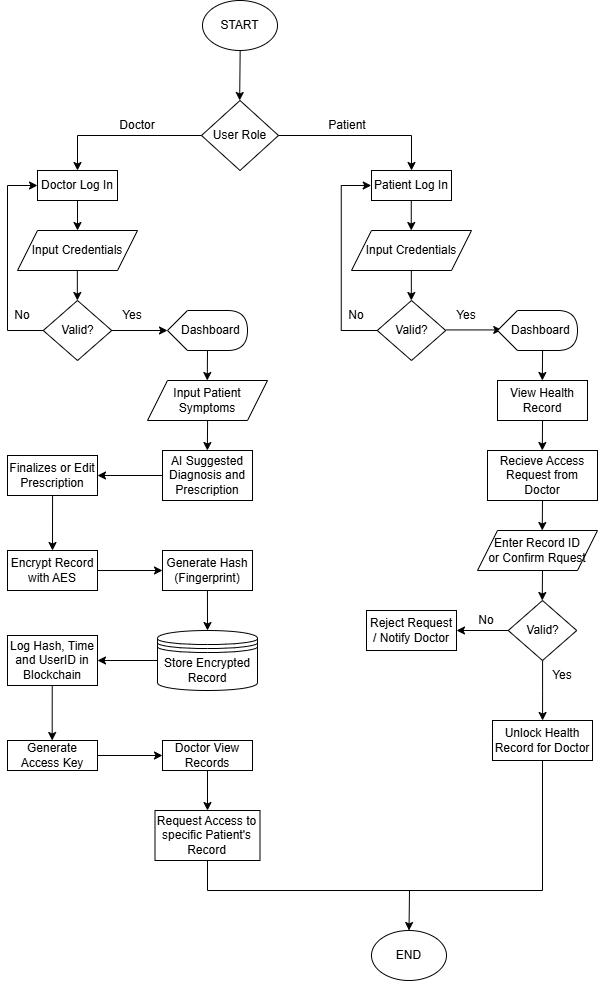 START
User Role
Doctor
Patient
Doctor Log In
Input Credentials
Valid?
No
Yes
Dashboard
Input Patient
Symptoms
AI Suggested
Diagnosis and
Prescription
Finalizes or Edit
Prescription
Encrypt Record
with AES
Generate Hash
(Fingerprint)
Store Encrypted
Record
Log Hash, Time
and UserID in
Blockchain
Generate
Access Key
Doctor View
Records
Request Access to
specific Patient's
Record
Patient Log In
Input Credentials
Valid?
No
Yes
Dashboard
View Health
Record
Recieve Access
Request from
Doctor
Enter Record ID
or Confirm Rquest
Valid?
No
Reject Request
/ Notify Doctor
Yes
Unlock Health
Record for Doctor
END